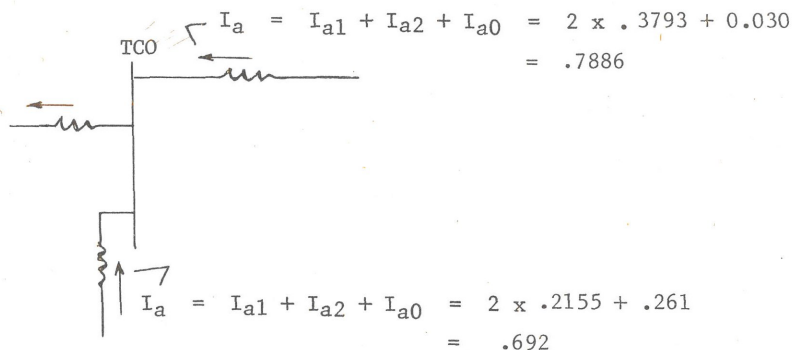 I_a = I_a1 + I_a2 + I_a0 = 2 x .3793 + 0.030
TCO
= .7886
I_a = I_a1 + I_a2 + I_a0 = 2 x .2155 + .261
= .692